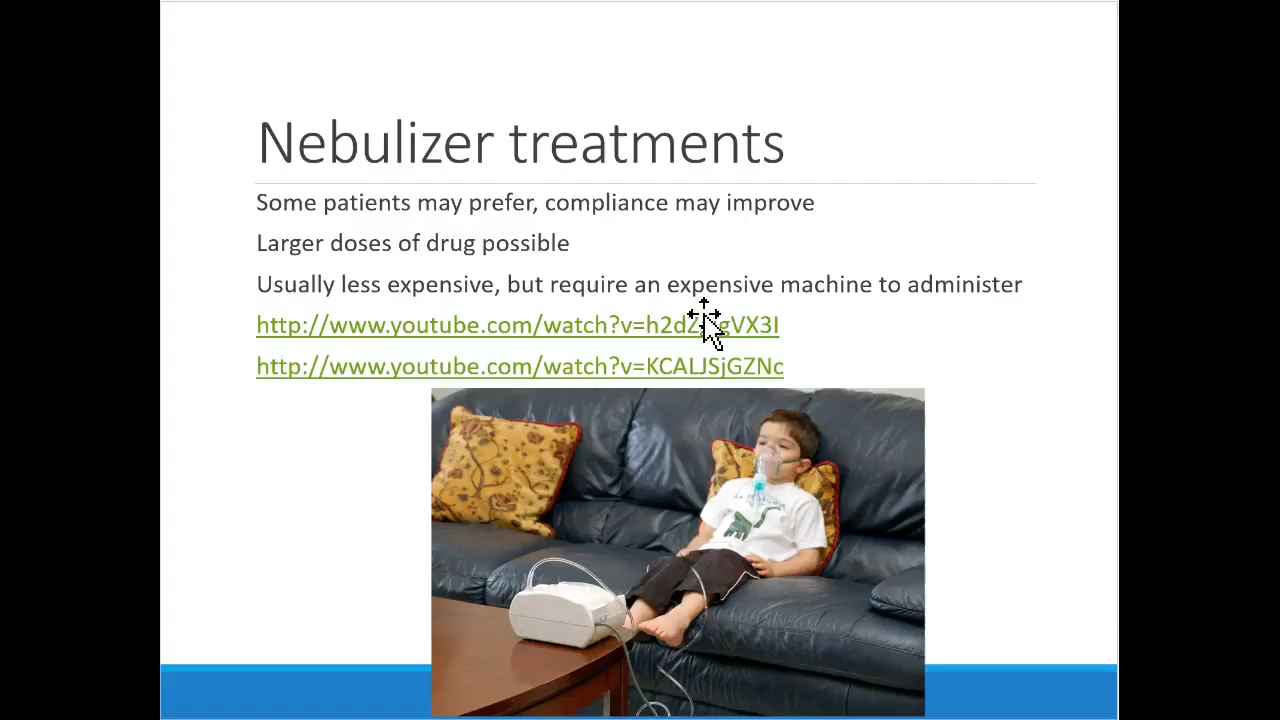 Nebulizer treatments
Some patients may prefer, compliance may improve
Larger doses of drug possible
Usually less expensive, but require an expensive machine to administer
http://www.youtube.com/watch?v=KCALJSjGZNc